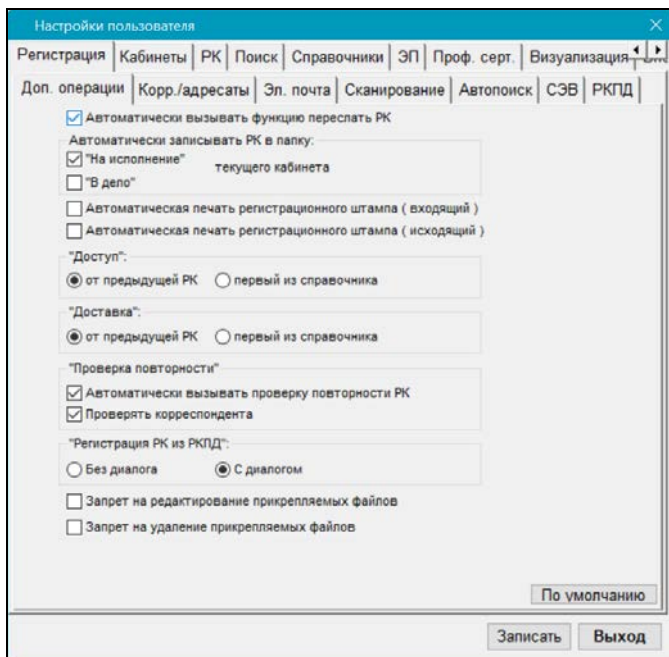 Настройки пользователя
Регистрация Кабинеты РК Поиск Справочники ЭП Проф. серт. Визуализация
Доп. операции Корр./адресаты Эл. почта Сканирование Автопоиск СЭВ РКПД
Автоматически вызывать функцию переслать РК
Автоматически записывать РК в папку:
"На исполнение" текущего кабинета
"В дело"
Автоматическая печать регистрационного штампа ( входящий )
Автоматическая печать регистрационного штампа ( исходящий )
"Доступ":
от предыдущей РК первый из справочника
"Доставка":
от предыдущей РК первый из справочника
"Проверка повторности"
Автоматически вызывать проверку повторности РК
Проверять корреспондента
"Регистрация РК из РКПД":
Без диалога С диалогом
Запрет на редактирование прикрепляемых файлов
Запрет на удаление прикрепляемых файлов
По умолчанию
Записать Выход